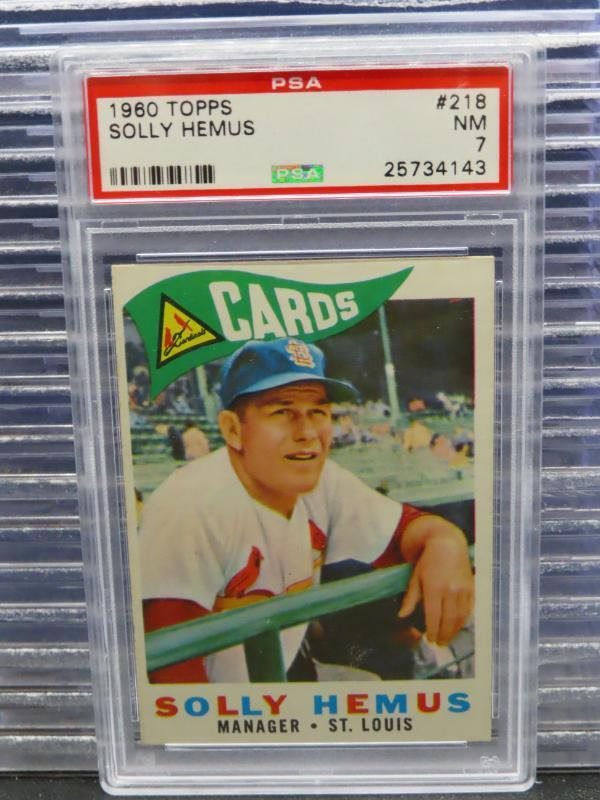 PSA
1960 TOPPS #218
SOLLY HEMUS NM
7
PSA 25734143
CARDS
Cardinals
SOLLY HEMUS
MANAGER • ST. LOUIS